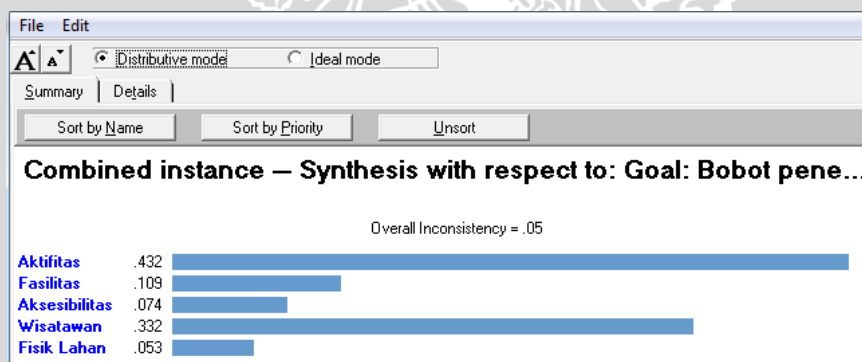 File Edit
A A Distributive mode Ideal mode
Summary Details
Sort by Name Sort by Priority Unsort
Combined instance – Synthesis with respect to: Goal: Bobot pene...
Overall Inconsistency = .05
Aktifitas .432
Fasilitas .109
Aksesibilitas .074
Wisatawan .332
Fisik Lahan .053